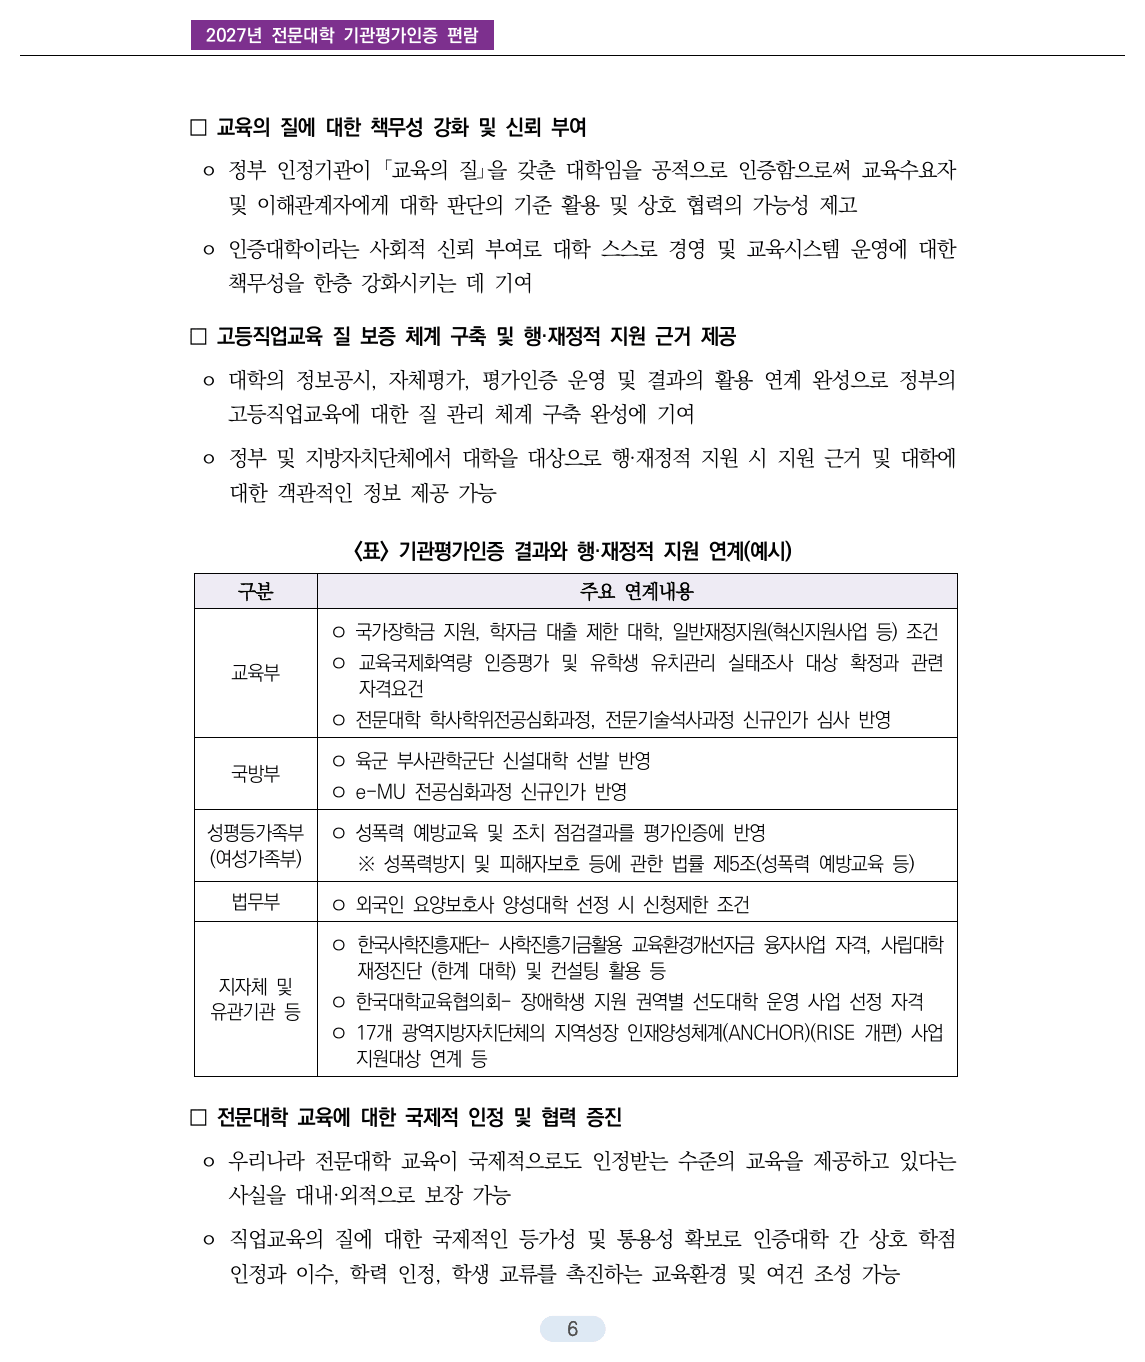 2027년 전문대학 기관평가인증 편람
□ 교육의 질에 대한 책무성 강화 및 신뢰 부여
ㅇ 정부 인정기관이 「교육의 질」을 갖춘 대학임을 공적으로 인증함으로써 교육수요자
및 이해관계자에게 대학 판단의 기준 활용 및 상호 협력의 가능성 제고
ㅇ 인증대학이라는 사회적 신뢰 부여로 대학 스스로 경영 및 교육시스템 운영에 대한
책무성을 한층 강화시키는 데 기여
□ 고등직업교육 질 보증 체계 구축 및 행·재정적 지원 근거 제공
ㅇ 대학의 정보공시, 자체평가, 평가인증 운영 및 결과의 활용 연계 완성으로 정부의
고등직업교육에 대한 질 관리 체계 구축 완성에 기여
ㅇ 정부 및 지방자치단체에서 대학을 대상으로 행·재정적 지원 시 지원 근거 및 대학에
대한 객관적인 정보 제공 가능
〈표〉 기관평가인증 결과와 행·재정적 지원 연계(예시)
구분 주요 연계내용
교육부
ㅇ 국가장학금 지원, 학자금 대출 제한 대학, 일반재정지원(혁신지원사업 등) 조건
ㅇ 교육국제화역량 인증평가 및 유학생 유치관리 실태조사 대상 확정과 관련
자격요건
ㅇ 전문대학 학사학위전공심화과정, 전문기술석사과정 신규인가 심사 반영
국방부
ㅇ 육군 부사관학군단 신설대학 선발 반영
ㅇ e-MU 전공심화과정 신규인가 반영
성평등가족부
(여성가족부)
ㅇ 성폭력 예방교육 및 조치 점검결과를 평가인증에 반영
※ 성폭력방지 및 피해자보호 등에 관한 법률 제5조(성폭력 예방교육 등)
법무부
ㅇ 외국인 요양보호사 양성대학 선정 시 신청제한 조건
지자체 및
유관기관 등
ㅇ 한국사학진흥재단- 사학진흥기금활용 교육환경개선자금 융자사업 자격, 사립대학
재정진단 (한계 대학) 및 컨설팅 활용 등
ㅇ 한국대학교육협의회- 장애학생 지원 권역별 선도대학 운영 사업 선정 자격
ㅇ 17개 광역지방자치단체의 지역성장 인재양성체계(ANCHOR)(RISE 개편) 사업
지원대상 연계 등
□ 전문대학 교육에 대한 국제적 인정 및 협력 증진
ㅇ 우리나라 전문대학 교육이 국제적으로도 인정받는 수준의 교육을 제공하고 있다는
사실을 대내·외적으로 보장 가능
ㅇ 직업교육의 질에 대한 국제적인 등가성 및 통용성 확보로 인증대학 간 상호 학점
인정과 이수, 학력 인정, 학생 교류를 촉진하는 교육환경 및 여건 조성 가능
6